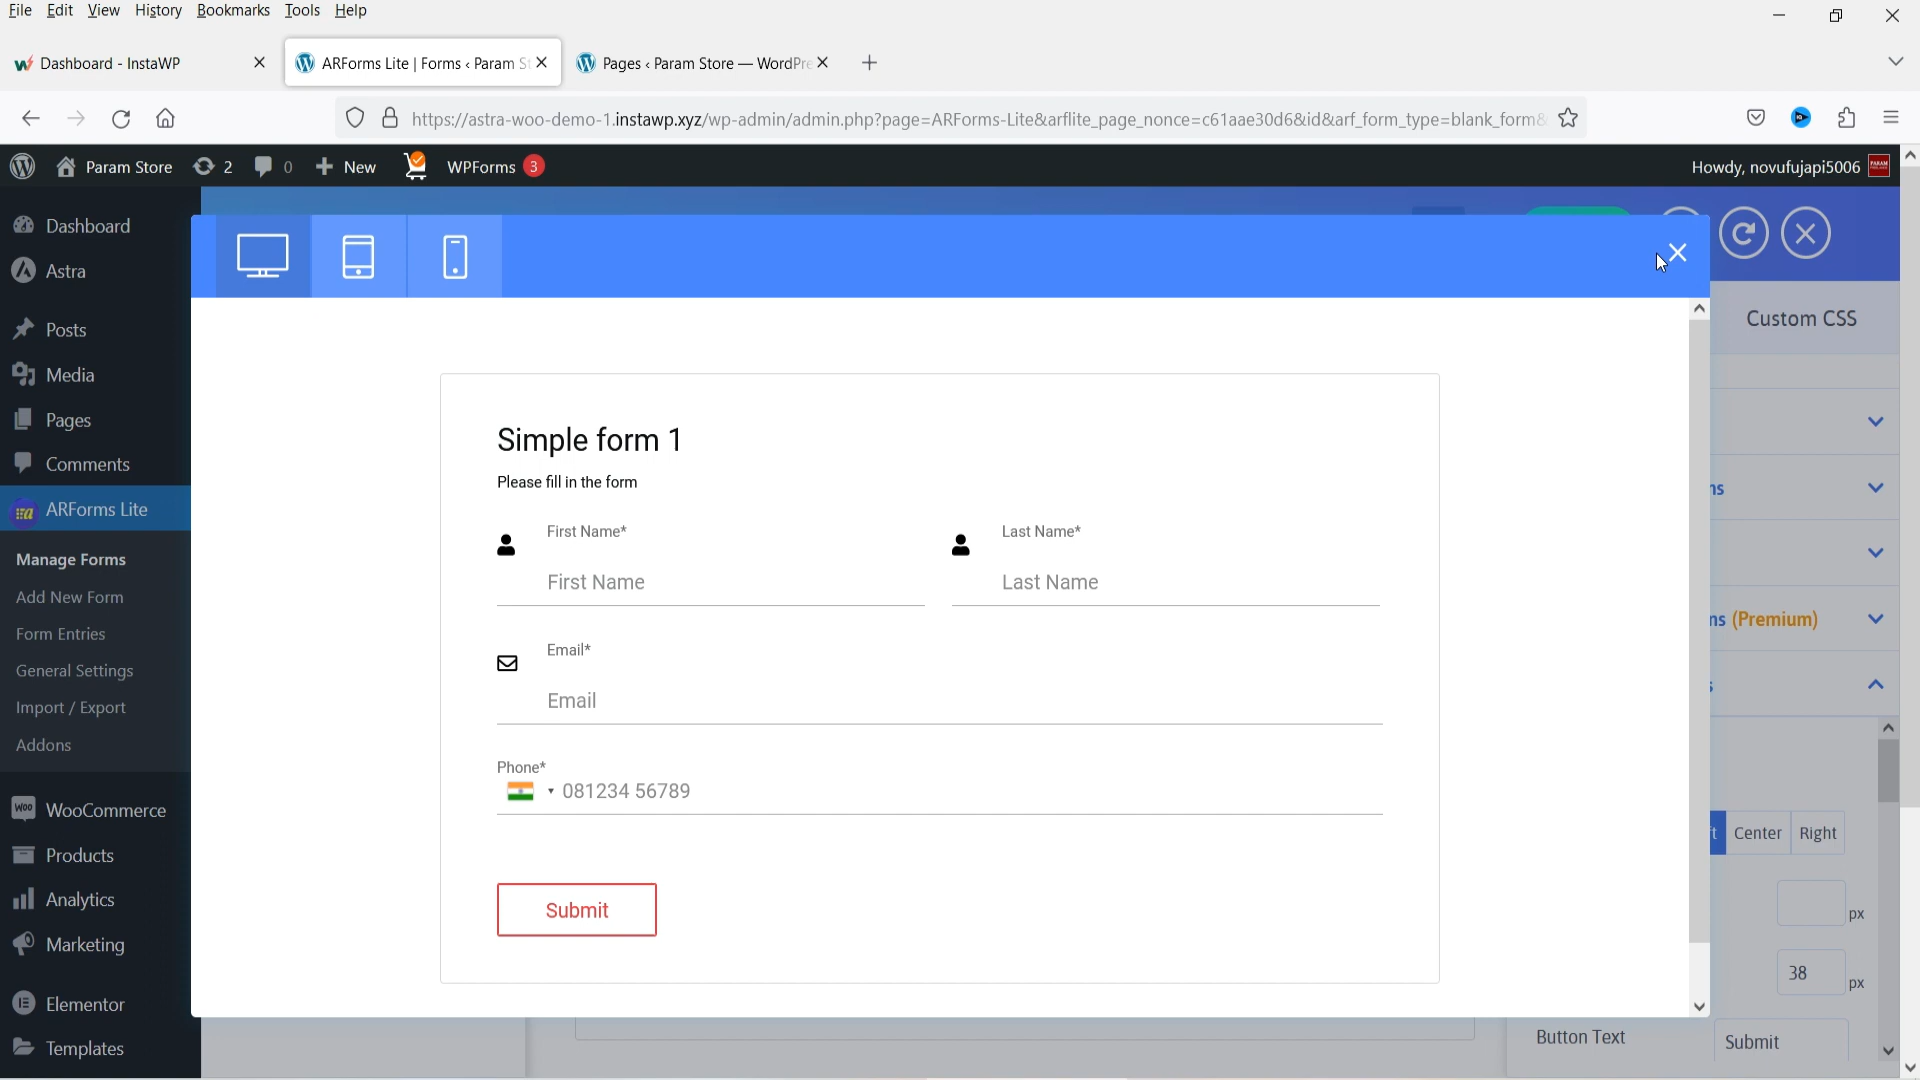 File Edit View History Bookmarks Tools Help
Dashboard - InstaWP
ARForms Lite | Forms ‹ Param St
Pages ‹ Param Store — WordPre
https://astra-woo-demo-1.instawp.xyz/wp-admin/admin.php?page=ARForms-Lite&arflite_page_nonce=c61aae30d6&id&arf_form_type=blank_form&
Param Store 2 0 New WPForms 3 Howdy, novufujapi5006
Dashboard
Astra
Posts
Media
Pages
Comments
ARForms Lite
Manage Forms
Add New Form
Form Entries
General Settings
Import / Export
Addons
WooCommerce
Products
Analytics
Marketing
Elementor
Templates
Simple form 1
Please fill in the form
First Name* Last Name*
First Name Last Name
Email*
Email
Phone*
081234 56789
Submit
Custom CSS
ns
ns (Premium)
Center Right
px
38 px
Button Text Submit